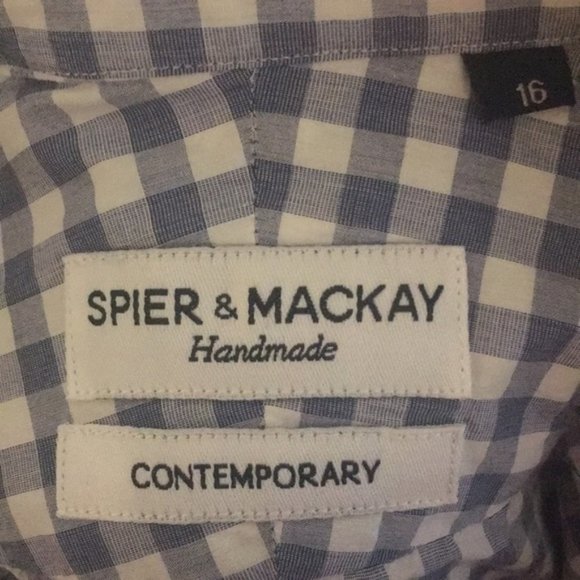 16
SPIER & MACKAY
Handmade
CONTEMPORARY